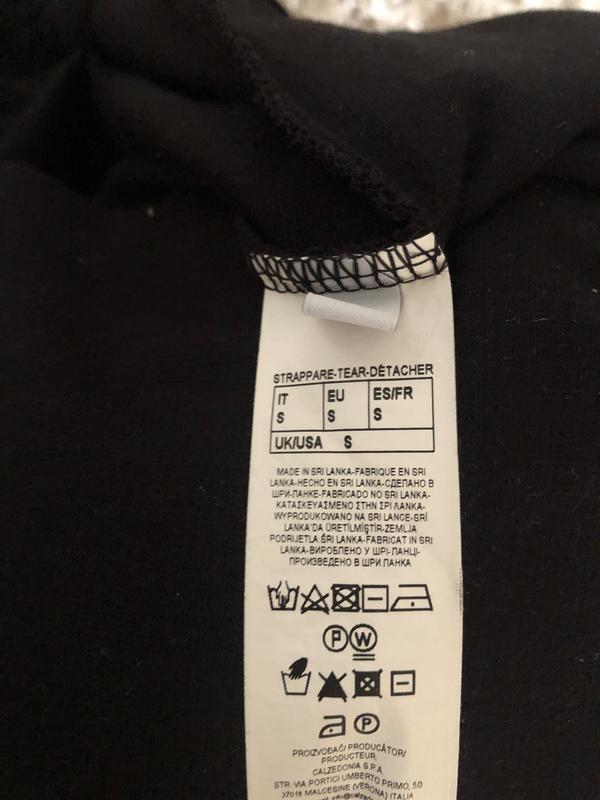 STRAPPARE-TEAR-DÉTACHER
IT EU ES/FR
S S S
UK/USA S
MADE IN SRI LANKA-FABRIQUE EN SRI
LANKA-HECHO EN SRI LANKA-СДЕЛАНО В
ШРИ-ЛАНКЕ-FABRICADO NO SRI LANKA-
ΚΑΤΑΣΚΕΥΑΣΜΕΝΟ ΣΤΗΝ ΣΡΙ ΛΑΝΚΑ-
WYPRODUKOWANO NA SRI LANCE-SRİ
LANKA'DA ÜRETİLMİŞTİR-ZEMLJA
PODRIJETLA:ŠRI LANKA-FABRICAT IN SRI
LANKA-ВИРОБЛЕНО У ШРІ-ЛАНЦІ-
ПРОИЗВЕДЕНО В ШРИ ЛАНКА
P W
P
PROIZVOĐAČ/ PRODUCĂTOR/
PRODUCTEUR,
CALZEDONIA S.P.A.
STR. VIA PORTICI UMBERTO PRIMO, 5/0
37018 MALCESINE (VERONA) ITALIA